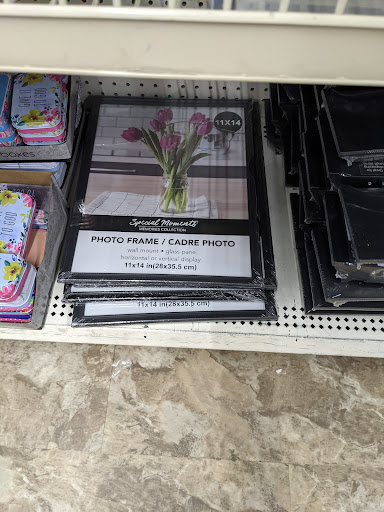 11X14
Special Moments
MEMORIES COLLECTION
PHOTO FRAME / CADRE PHOTO
wall mount • glass pane
horizontal or vertical display
11x14 in(28x35.5 cm)
11x14 in(28x35.5 cm)